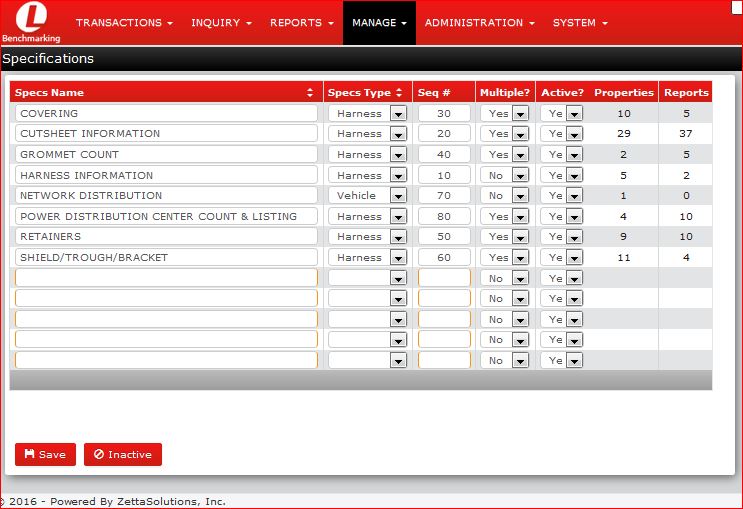 L
Benchmarking
TRANSACTIONS INQUIRY REPORTS MANAGE ADMINISTRATION SYSTEM
Specifications
Specs Name Specs Type Seq # Multiple? Active? Properties Reports
COVERING Harness 30 Yes Ye 10 5
CUTSHEET INFORMATION Harness 20 Yes Ye 29 37
GROMMET COUNT Harness 40 Yes Ye 2 5
HARNESS INFORMATION Harness 10 No Ye 5 2
NETWORK DISTRIBUTION Vehicle 70 No Ye 1 0
POWER DISTRIBUTION CENTER COUNT & LISTING Harness 80 Yes Ye 4 10
RETAINERS Harness 50 Yes Ye 9 10
SHIELD/TROUGH/BRACKET Harness 60 Yes Ye 11 4
No Ye
No Ye
No Ye
No Ye
No Ye
Save Inactive
© 2016 - Powered By ZettaSolutions, Inc.